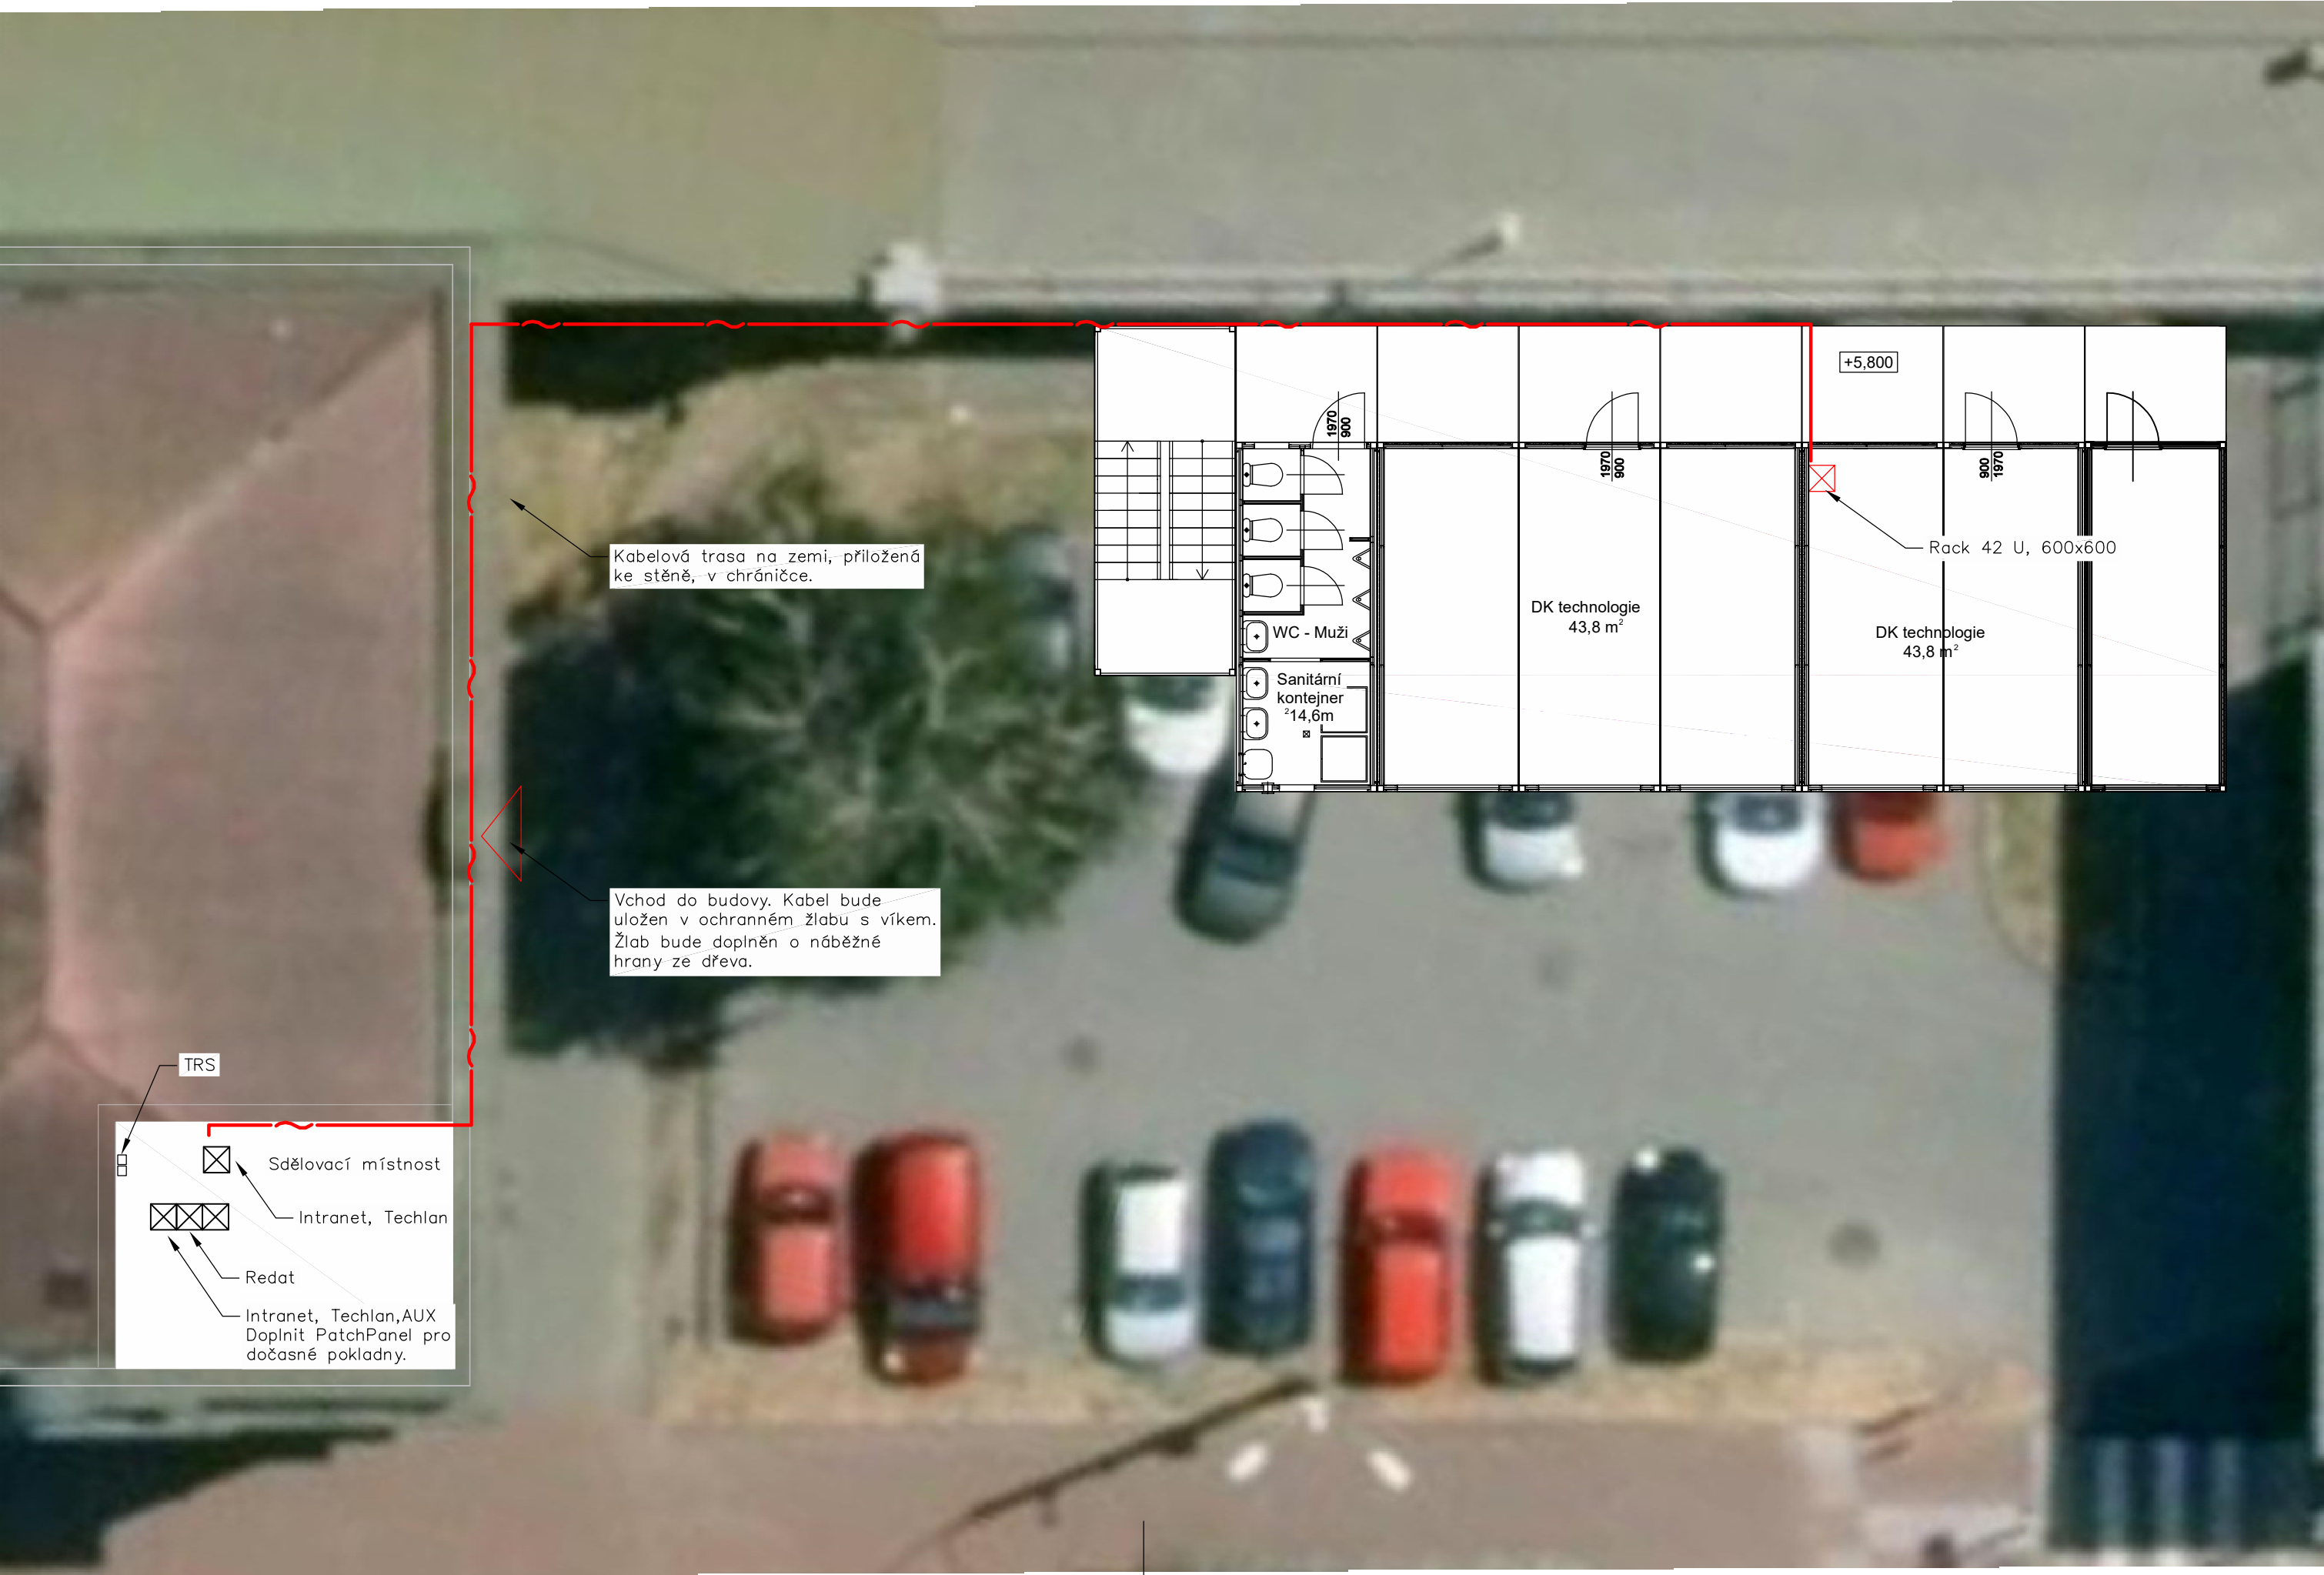 +5,800
1970
900
1970
900
900
1970
Rack 42 U, 600x600
Kabelová trasa na zemi, přiložená
ke stěně, v chráničce.
DK technologie
43,8 m²
WC - Muži
DK technologie
43,8 m²
Sanitární
kontejner
²14,6m
Vchod do budovy. Kabel bude
uložen v ochranném žlabu s víkem.
Žlab bude doplněn o náběžné
hrany ze dřeva.
TRS
Sdělovací místnost
Intranet, Techlan
Redat
Intranet, Techlan,AUX
Doplnit PatchPanel pro
dočasné pokladny.